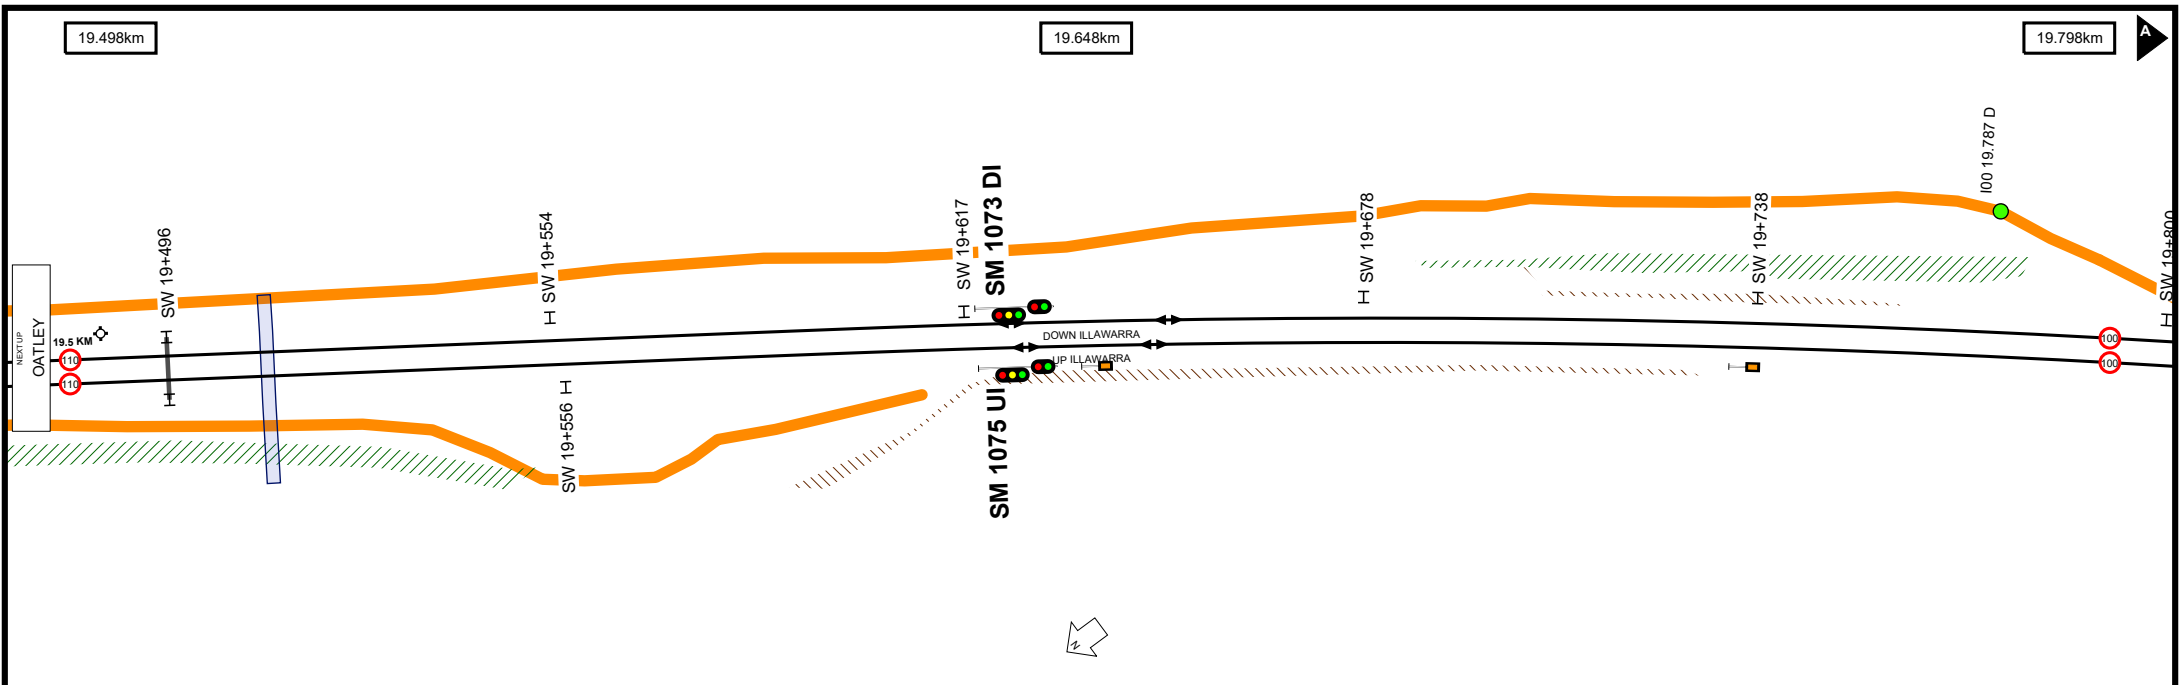 19.498km
19.648km
19.798km
A
I00 19.787 D
SW 19+496
SW 19+554
SW 19+617
SM 1073 DI
SW 19+678
SW 19+738
SW 19+800
NEXT UP
OATLEY
19.5 KM
110
110
DOWN ILLAWARRA
UP ILLAWARRA
100
100
SW 19+556
SM 1075 UI
N